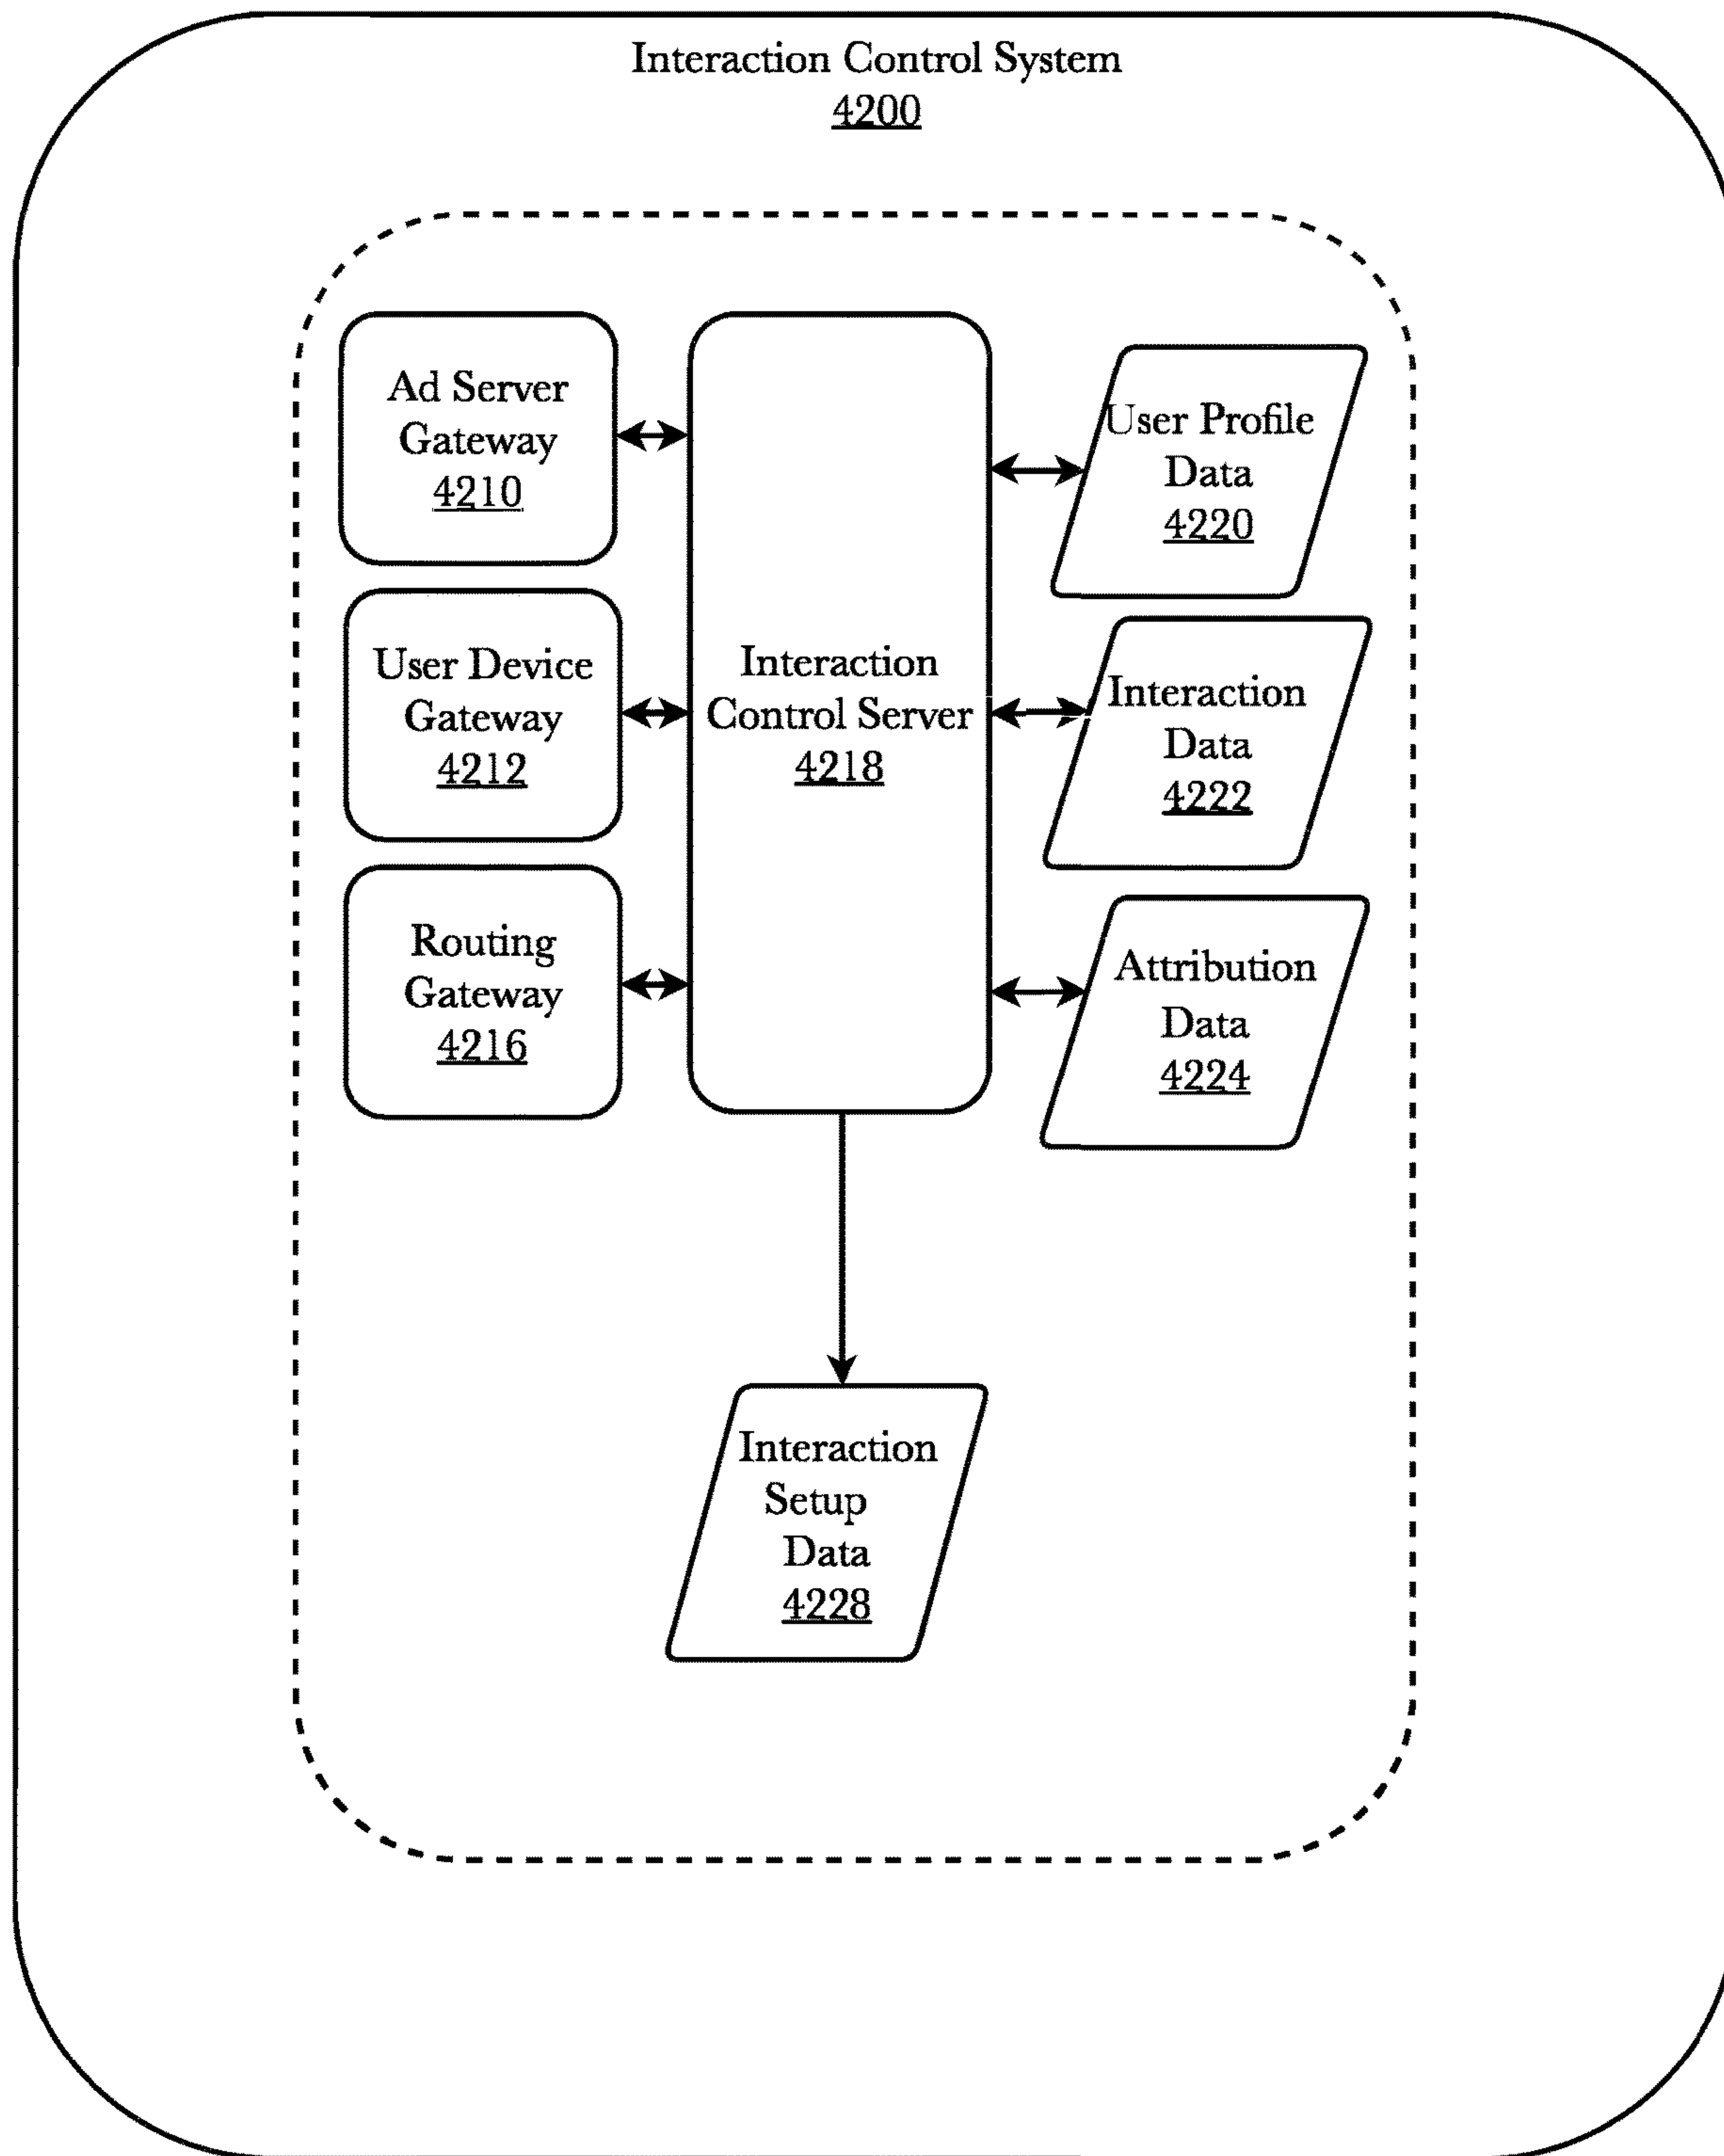 Interaction Control System
4200
Ad Server
Gateway
4210
User Device
Gateway
4212
Routing
Gateway
4216
Interaction
Control Server
4218
User Profile
Data
4220
Interaction
Data
4222
Attribution
Data
4224
Interaction
Setup
Data
4228